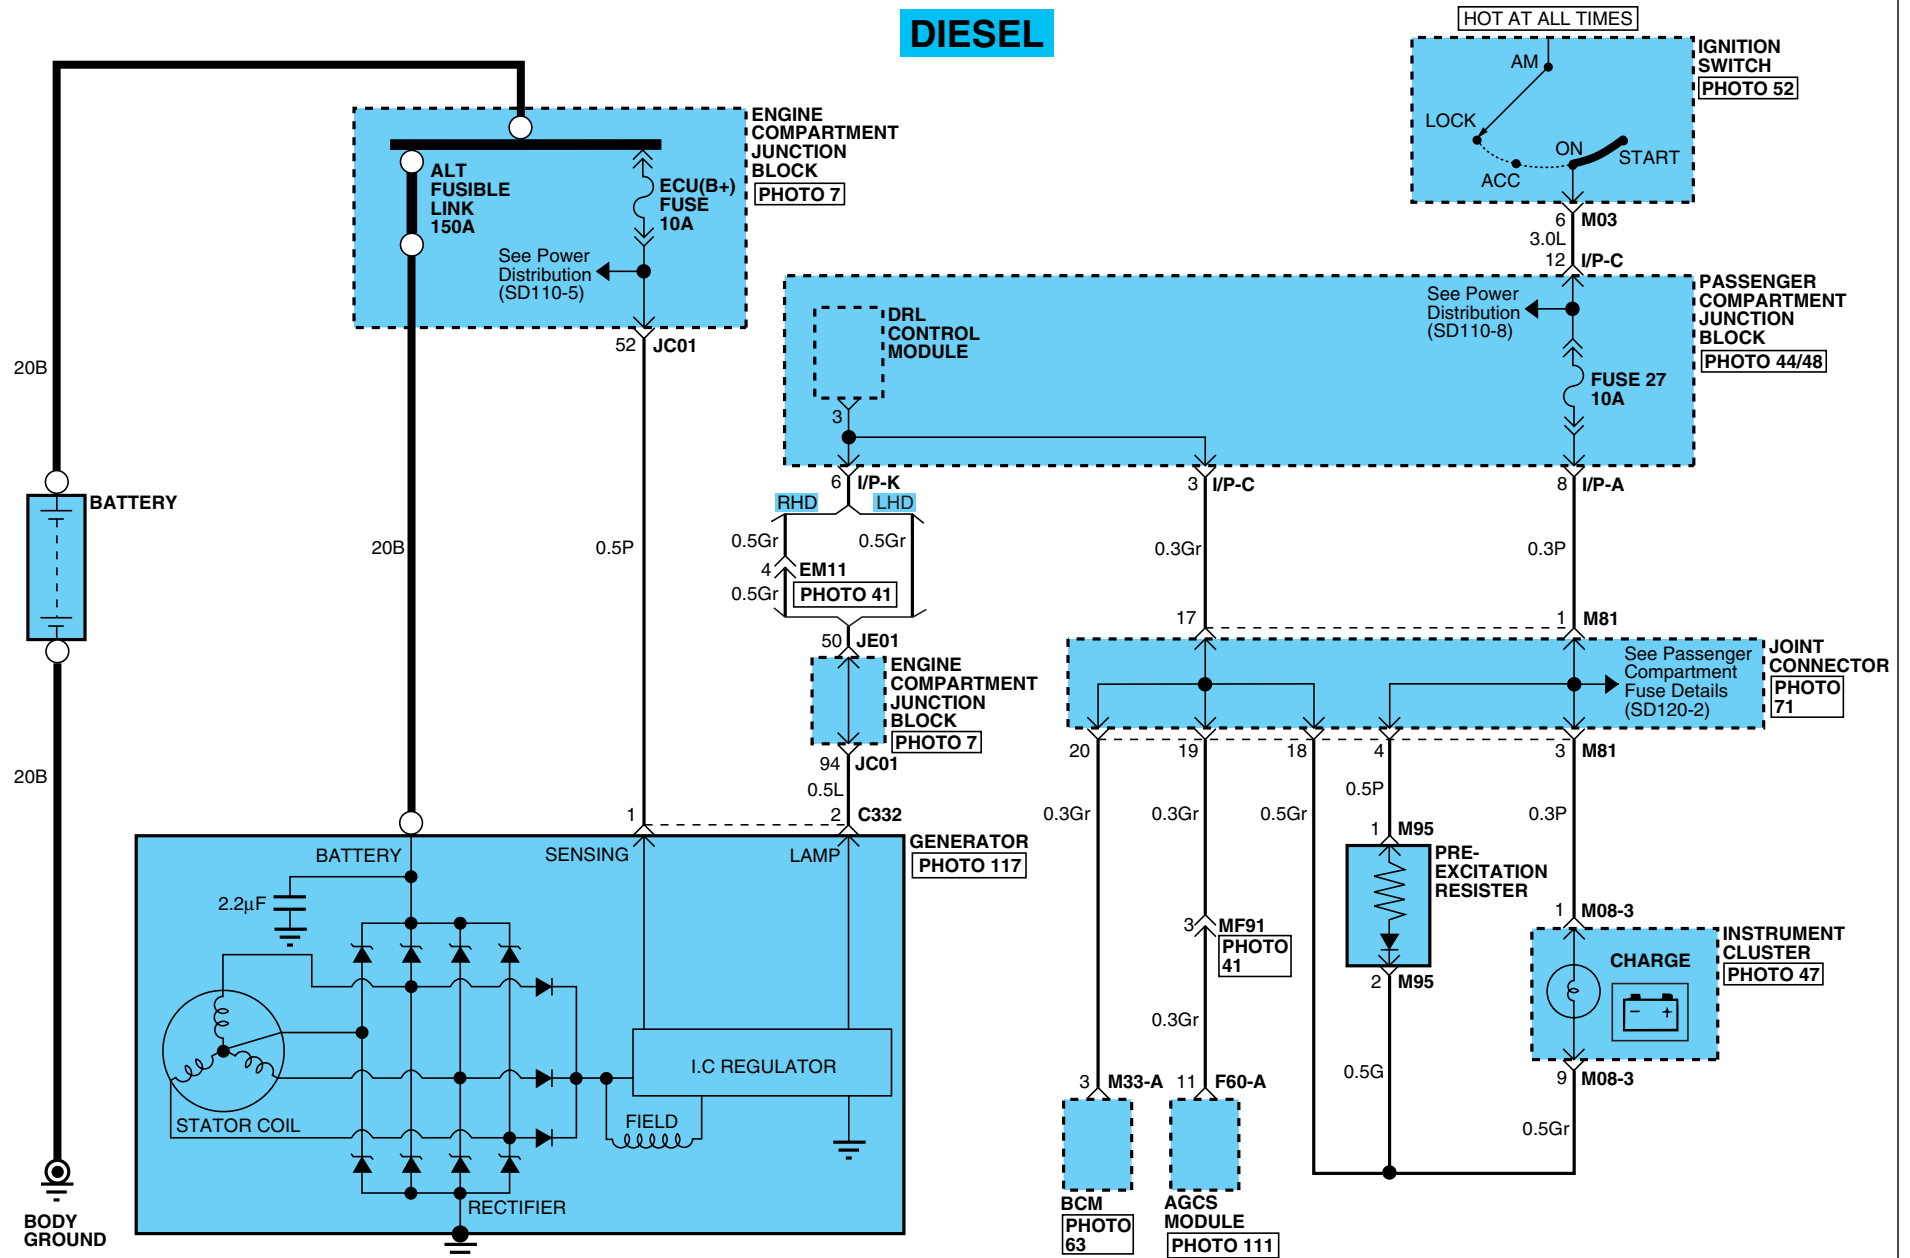 DIESEL
HOT AT ALL TIMES
IGNITION
SWITCH
PHOTO 52
AM
LOCK
ACC
ON
START
6 M03
3.0L
12 I/P-C
ENGINE
COMPARTMENT
JUNCTION
BLOCK
PHOTO 7
ALT
FUSIBLE
LINK
150A
ECU(B+)
FUSE
10A
See Power
Distribution
(SD110-5)
52 JC01
PASSENGER
COMPARTMENT
JUNCTION
BLOCK
PHOTO 44/48
See Power
Distribution
(SD110-8)
FUSE 27
10A
DRL
CONTROL
MODULE
3
6 I/P-K
3 I/P-C
8 I/P-A
RHD
LHD
20B
BATTERY
20B
0.5P
0.5Gr
0.5Gr
4 EM11
0.5Gr
PHOTO 41
0.3Gr
0.3P
17
1 M81
50 JE01
ENGINE
COMPARTMENT
JUNCTION
BLOCK
PHOTO 7
94 JC01
0.5L
JOINT
CONNECTOR
PHOTO
71
See Passenger
Compartment
Fuse Details
(SD120-2)
20
19
18
4
3 M81
20B
1
2 C332
GENERATOR
PHOTO 117
BATTERY
SENSING
LAMP
2.2µF
STATOR COIL
I.C REGULATOR
FIELD
RECTIFIER
BODY
GROUND
0.3Gr
0.3Gr
0.5Gr
0.5P
0.3P
1 M95
PRE-
EXCITATION
RESISTER
2 M95
3 MF91
PHOTO
41
0.3Gr
1 M08-3
INSTRUMENT
CLUSTER
PHOTO 47
CHARGE
- +
9 M08-3
0.5G
0.5Gr
3 M33-A
11 F60-A
BCM
PHOTO
63
AGCS
MODULE
PHOTO 111